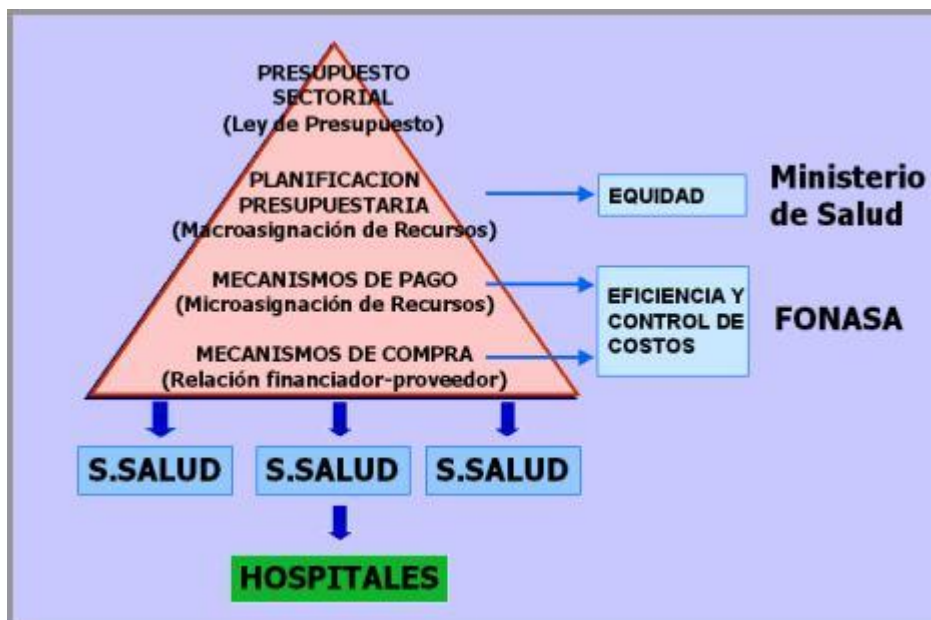 PRESUPUESTO
SECTORIAL
(Ley de Presupuesto)
PLANIFICACION
PRESUPUESTARIA
(Macroasignación de Recursos)
EQUIDAD
Ministerio
de Salud
MECANISMOS DE PAGO
(Microasignación de Recursos)
MECANISMOS DE COMPRA
(Relación financiador-proveedor)
EFICIENCIA Y
CONTROL DE
COSTOS
FONASA
S.SALUD
S.SALUD
S.SALUD
HOSPITALES